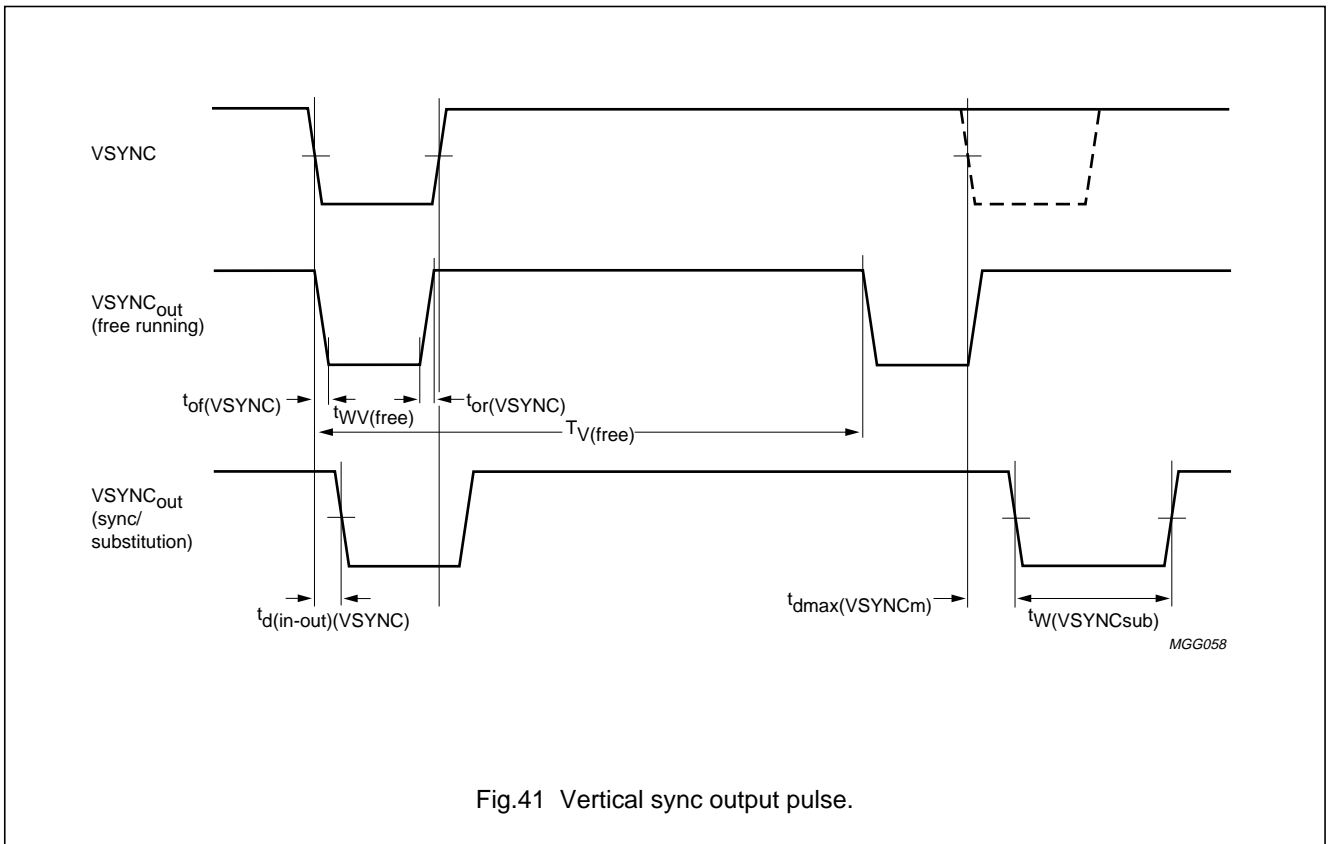 VSYNC
VSYNCout
(free running)
tof(VSYNC)
tWV(free)
tor(VSYNC)
TV(free)
VSYNCout
(sync/
substitution)
td(in-out)(VSYNC)
tdmax(VSYNCm)
tW(VSYNCsub)
MGG058
Fig.41 Vertical sync output pulse.